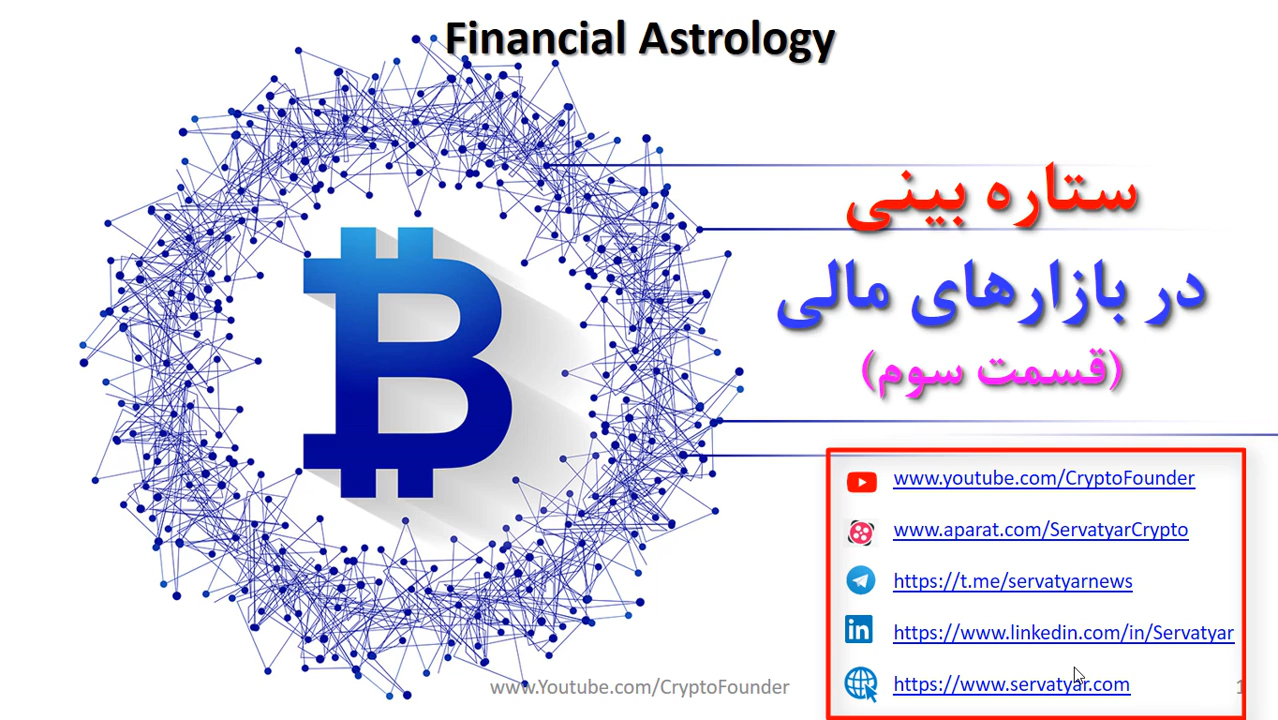 Financial Astrology
ستاره بینی
در بازارهای مالی
(قسمت سوم)
www.youtube.com/CryptoFounder
www.aparat.com/ServatyarCrypto
https://t.me/servatyarnews
https://www.linkedin.com/in/Servatyar
https://www.servatyar.com
www.Youtube.com/CryptoFounder
1